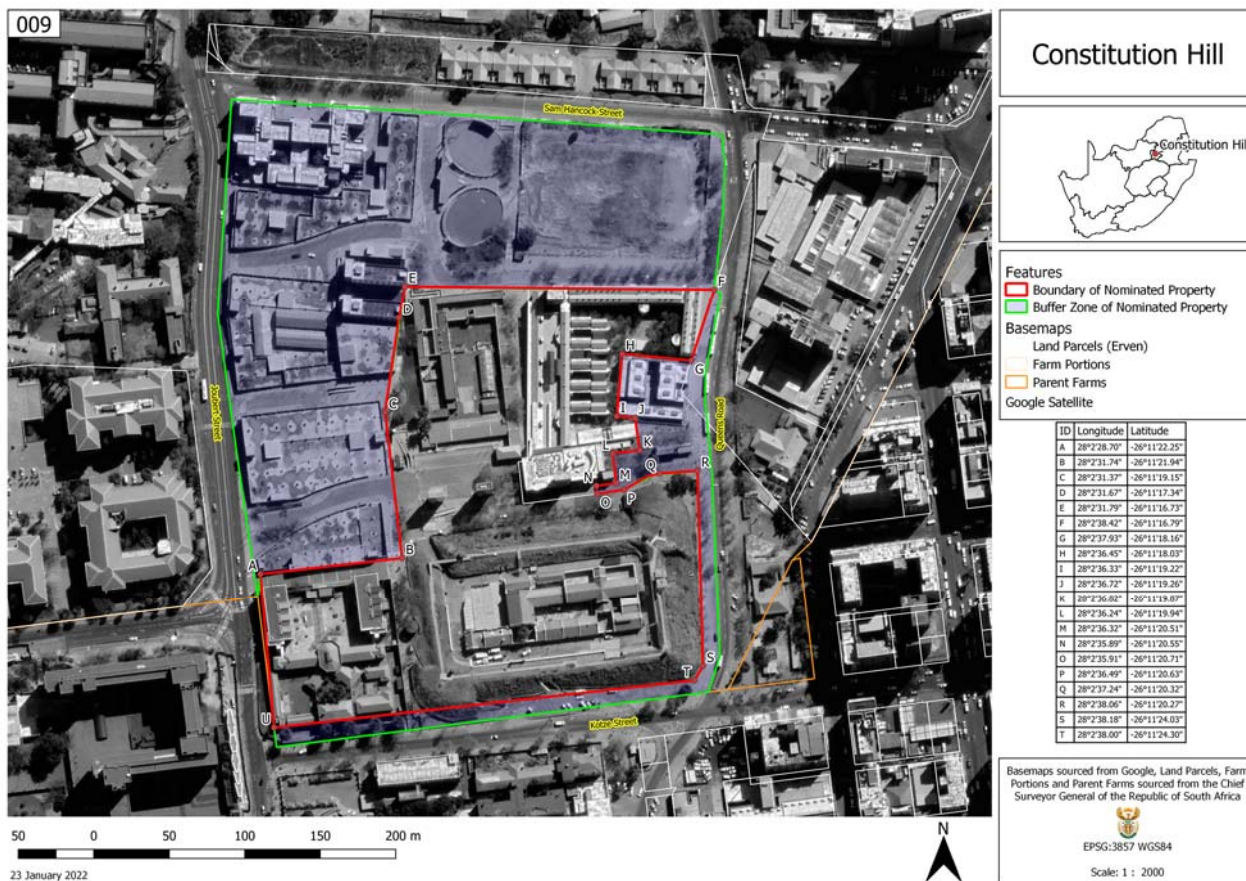 009
Constitution Hill
Constitution Hill
Sam Hancock Street
Joubert Street
Queens Road
Kotze Street
E
F
D
H
G
C
I J
L K
Q R
N M
O P
B
A
S
T
U
Features
Boundary of Nominated Property
Buffer Zone of Nominated Property
Basemaps
Land Parcels (Erven)
Farm Portions
Parent Farms
Google Satellite
ID Longitude Latitude
A 28°2'28.70" -26°11'22.25"
B 28°2'31.74" -26°11'21.94"
C 28°2'31.37" -26°11'19.15"
D 28°2'31.67" -26°11'17.34"
E 28°2'31.79" -26°11'16.73"
F 28°2'38.42" -26°11'16.79"
G 28°2'37.93" -26°11'18.16"
H 28°2'36.45" -26°11'18.03"
I 28°2'36.33" -26°11'19.22"
J 28°2'36.72" -26°11'19.26"
K 28°2'36.82" -26°11'19.87"
L 28°2'36.24" -26°11'19.94"
M 28°2'36.32" -26°11'20.51"
N 28°2'35.89" -26°11'20.55"
O 28°2'35.91" -26°11'20.71"
P 28°2'36.49" -26°11'20.63"
Q 28°2'37.24" -26°11'20.32"
R 28°2'38.06" -26°11'20.27"
S 28°2'38.18" -26°11'24.03"
T 28°2'38.00" -26°11'24.30"
Basemaps sourced from Google, Land Parcels, Farm
Portions and Parent Farms sourced from the Chief
Surveyor General of the Republic of South Africa
EPSG:3857 WGS84
Scale: 1 : 2000
50 0 50 100 150 200 m
N
23 January 2022